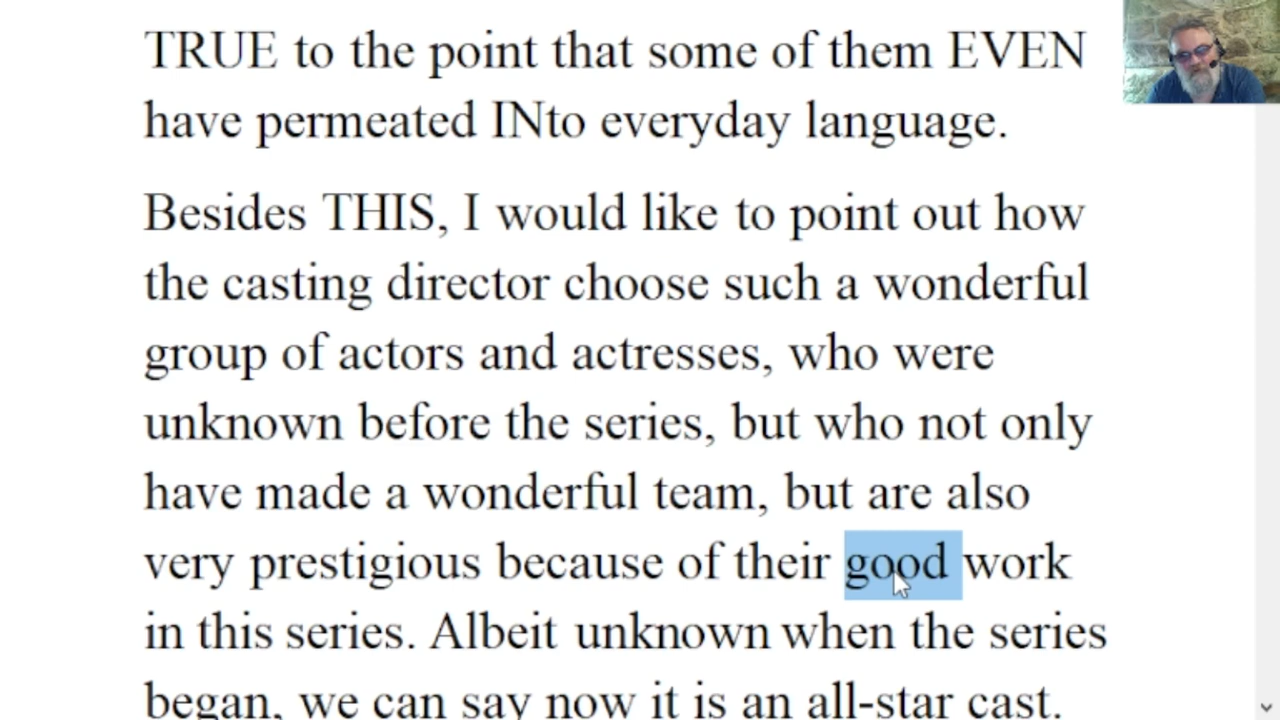 TRUE to the point that some of them EVEN
have permeated INto everyday language.
Besides THIS, I would like to point out how
the casting director choose such a wonderful
group of actors and actresses, who were
unknown before the series, but who not only
have made a wonderful team, but are also
very prestigious because of their good work
in this series. Albeit unknown when the series
began, we can say now it is an all-star cast.